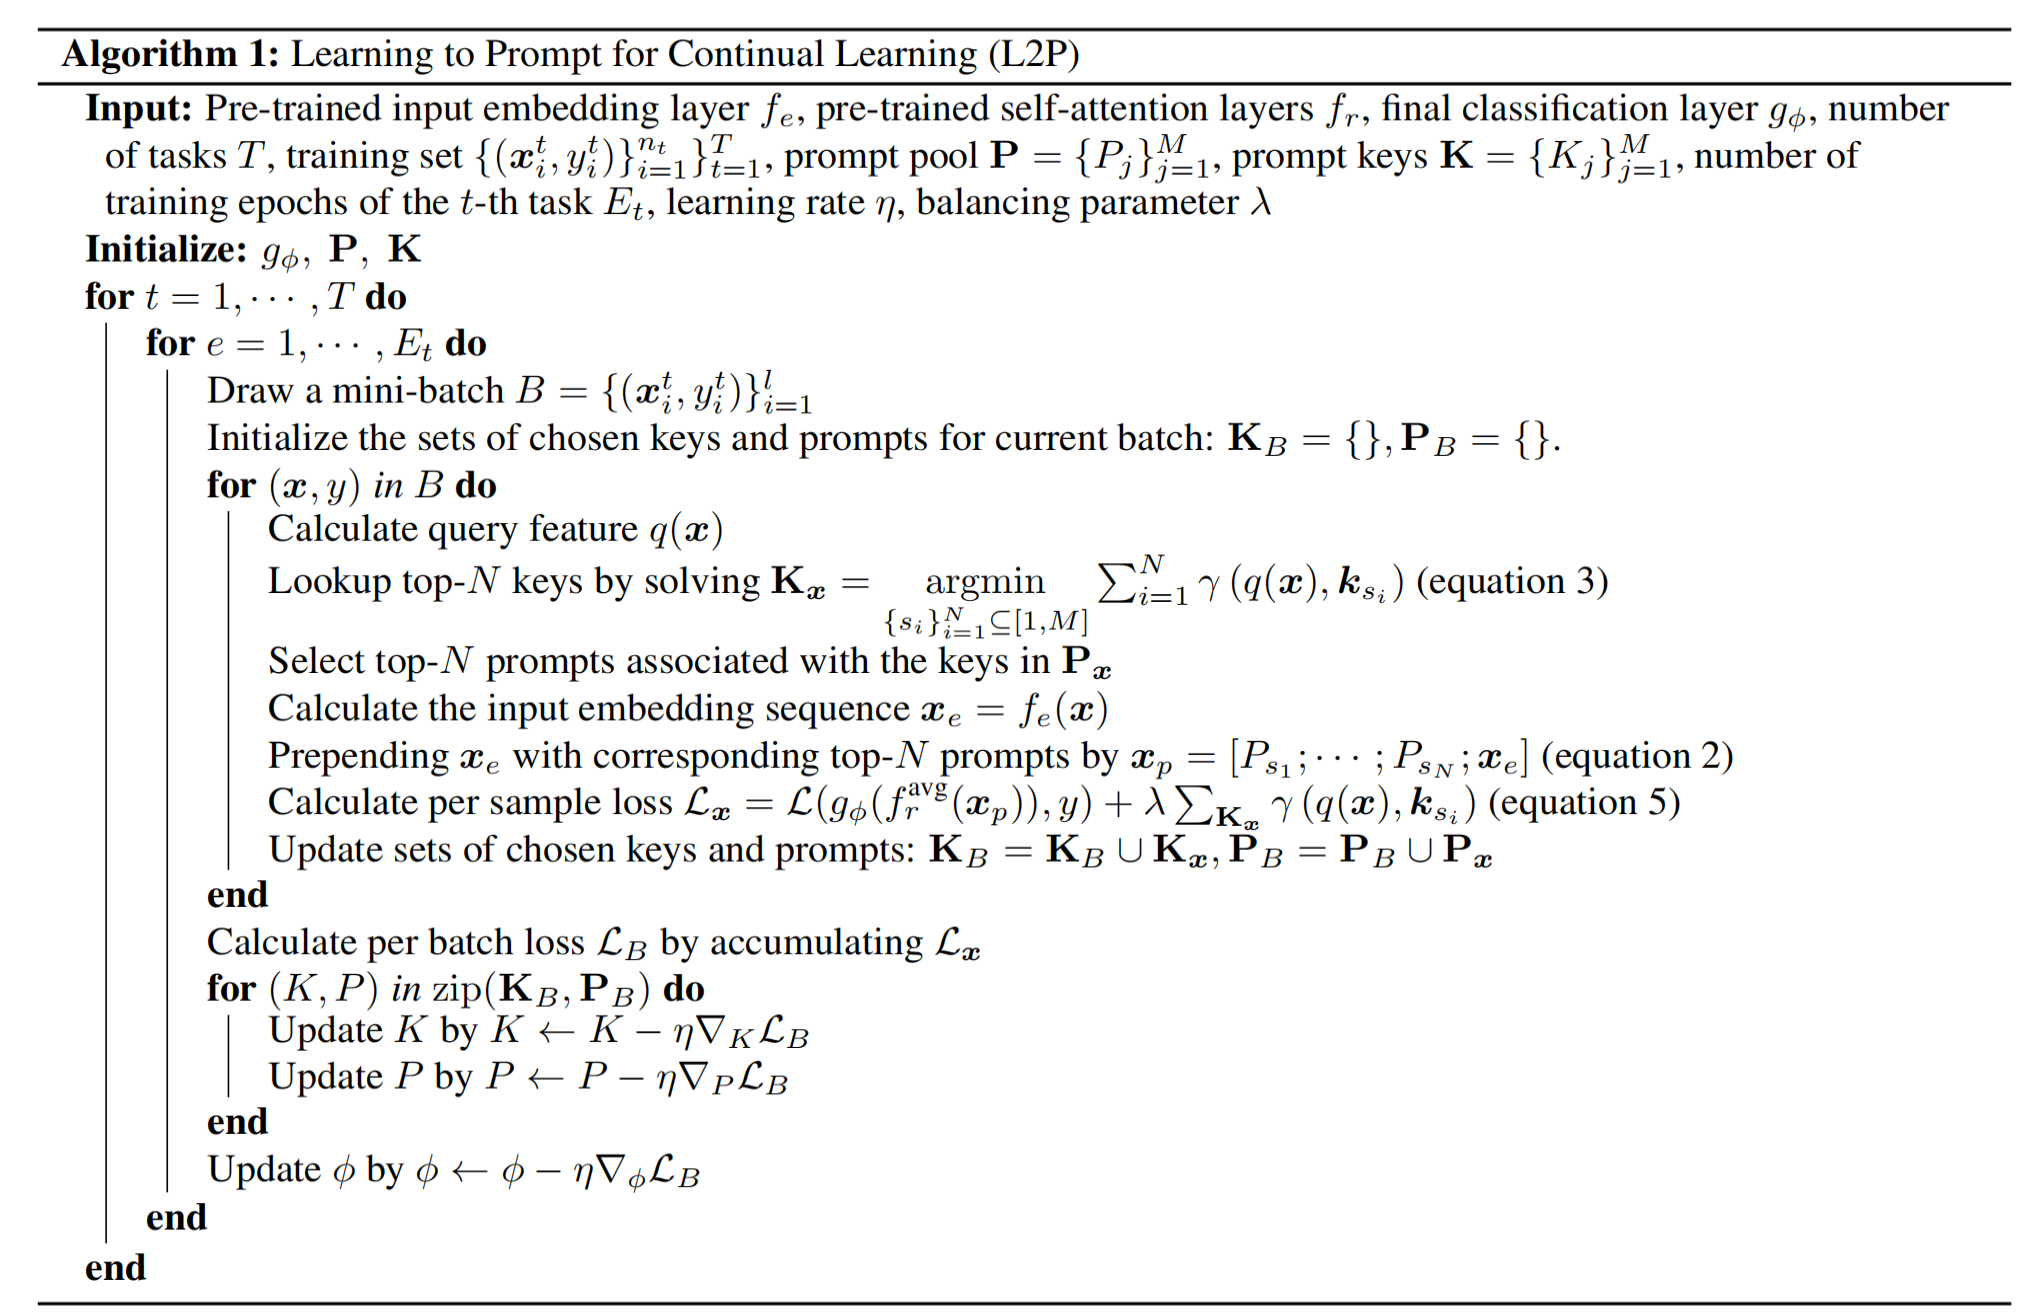 Algorithm 1: Learning to Prompt for Continual Learning (L2P)
Input: Pre-trained input embedding layer $f_e$, pre-trained self-attention layers $f_r$, final classification layer $g_\phi$, number
of tasks $T$, training set $\{(\boldsymbol{x}_i^t, y_i^t)\}_{i=1}^{n_t}\}_{t=1}^{T}$, prompt pool $\mathbf{P} = \{P_j\}_{j=1}^{M}$, prompt keys $\mathbf{K} = \{K_j\}_{j=1}^{M}$, number of
training epochs of the $t$-th task $E_t$, learning rate $\eta$, balancing parameter $\lambda$
Initialize: $g_\phi$, $\mathbf{P}$, $\mathbf{K}$
for $t = 1, \cdots, T$ do
for $e = 1, \cdots, E_t$ do
Draw a mini-batch $B = \{(\boldsymbol{x}_i^t, y_i^t)\}_{i=1}^{l}$
Initialize the sets of chosen keys and prompts for current batch: $\mathbf{K}_B = \{\}, \mathbf{P}_B = \{\}$.
for $(\boldsymbol{x}, y)$ in $B$ do
Calculate query feature $q(\boldsymbol{x})$
Lookup top-$N$ keys by solving $\mathbf{K}_{\boldsymbol{x}} = \underset{\{s_i\}_{i=1}^{N} \subseteq [1,M]}{\operatorname{argmin}} \sum_{i=1}^{N} \gamma(q(\boldsymbol{x}), \boldsymbol{k}_{s_i})$ (equation 3)
Select top-$N$ prompts associated with the keys in $\mathbf{P}_{\boldsymbol{x}}$
Calculate the input embedding sequence $\boldsymbol{x}_e = f_e(\boldsymbol{x})$
Prepending $\boldsymbol{x}_e$ with corresponding top-$N$ prompts by $\boldsymbol{x}_p = [P_{s_1}; \cdots; P_{s_N}; \boldsymbol{x}_e]$ (equation 2)
Calculate per sample loss $\mathcal{L}_{\boldsymbol{x}} = \mathcal{L}(g_\phi(f_r^{\text{avg}}(\boldsymbol{x}_p)), y) + \lambda \sum_{\mathbf{K}_{\boldsymbol{x}}} \gamma(q(\boldsymbol{x}), \boldsymbol{k}_{s_i})$ (equation 5)
Update sets of chosen keys and prompts: $\mathbf{K}_B = \mathbf{K}_B \cup \mathbf{K}_{\boldsymbol{x}}, \mathbf{P}_B = \mathbf{P}_B \cup \mathbf{P}_{\boldsymbol{x}}$
end
Calculate per batch loss $\mathcal{L}_B$ by accumulating $\mathcal{L}_{\boldsymbol{x}}$
for $(K, P)$ in zip$(\mathbf{K}_B, \mathbf{P}_B)$ do
Update $K$ by $K \leftarrow K - \eta \nabla_K \mathcal{L}_B$
Update $P$ by $P \leftarrow P - \eta \nabla_P \mathcal{L}_B$
end
Update $\phi$ by $\phi \leftarrow \phi - \eta \nabla_\phi \mathcal{L}_B$
end
end